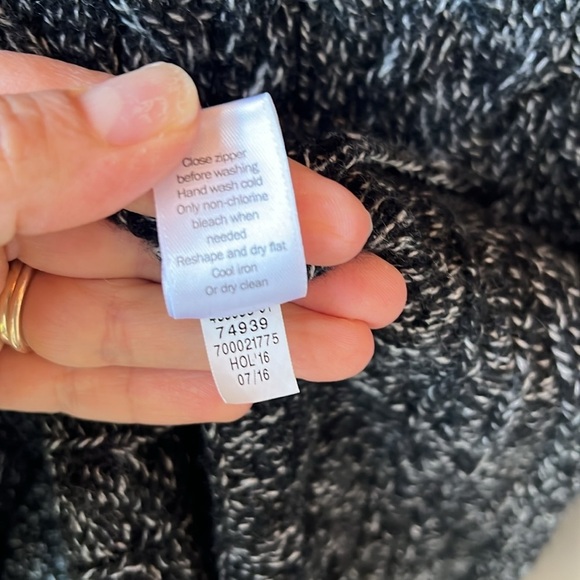 Close zipper
before washing
Hand wash cold
Only non-chlorine
bleach when
needed
Reshape and dry flat
Cool iron
Or dry clean
74939
700021775
HOL'16
07/16